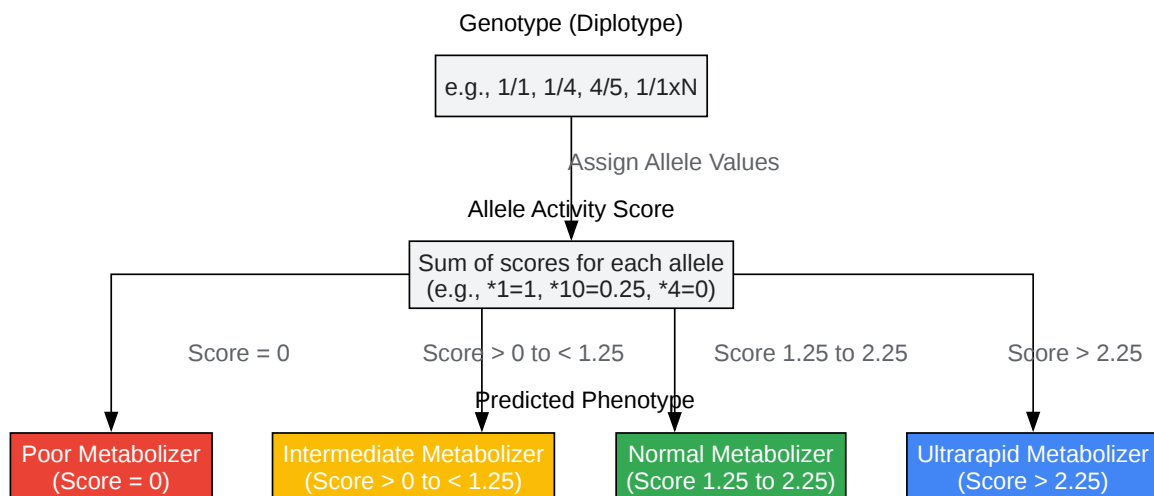 Genotype (Diplotype)
e.g., 1/1, 1/4, 4/5, 1/1xN
Assign Allele Values
Allele Activity Score
Sum of scores for each allele
(e.g., *1=1, *10=0.25, *4=0)
Score = 0
Score > 0 to < 1.25
Score 1.25 to 2.25
Score > 2.25
Predicted Phenotype
Poor Metabolizer
(Score = 0)
Intermediate Metabolizer
(Score > 0 to < 1.25)
Normal Metabolizer
(Score 1.25 to 2.25)
Ultrarapid Metabolizer
(Score > 2.25)